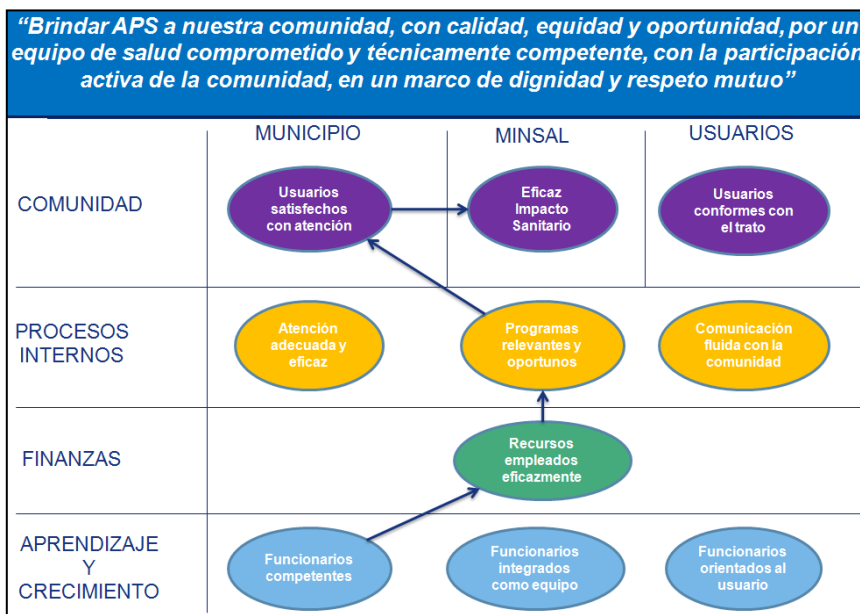 “Brindar APS a nuestra comunidad, con calidad, equidad y oportunidad, por un
equipo de salud comprometido y técnicamente competente, con la participación
activa de la comunidad, en un marco de dignidad y respeto mutuo”
MUNICIPIO
MINSAL
USUARIOS
COMUNIDAD
Usuarios
satisfechos
con atención
Eficaz
Impacto
Sanitario
Usuarios
conformes con
el trato
PROCESOS
INTERNOS
Atención
adecuada y
eficaz
Programas
relevantes y
oportunos
Comunicación
fluida con la
comunidad
FINANZAS
Recursos
empleados
eficazmente
APRENDIZAJE
Y
CRECIMIENTO
Funcionarios
competentes
Funcionarios
integrados
como equipo
Funcionarios
orientados al
usuario